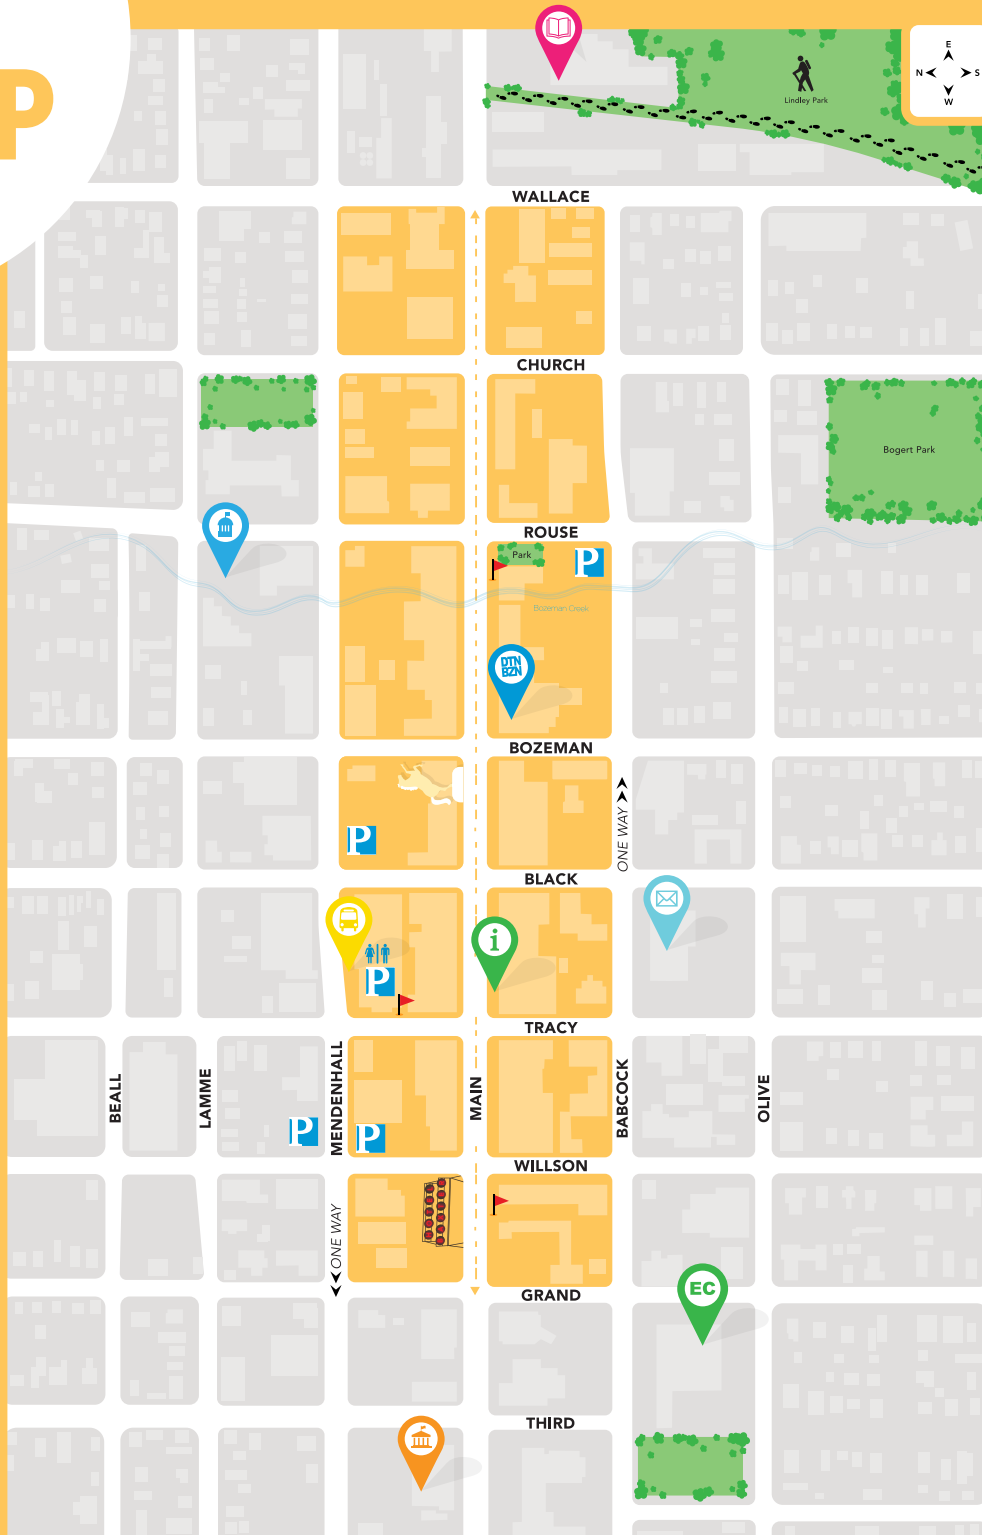 P
E
N
S
W
Lindley Park
WALLACE
CHURCH
Bogert Park
ROUSE
Park
P
Bozeman Creek
DTN
BZN
BOZEMAN
ONE WAY
P
BLACK
i
P
TRACY
BEALL
LAMME
MENDENHALL
MAIN
BABCOCK
OLIVE
P
P
WILLSON
ONE WAY
EC
GRAND
THIRD